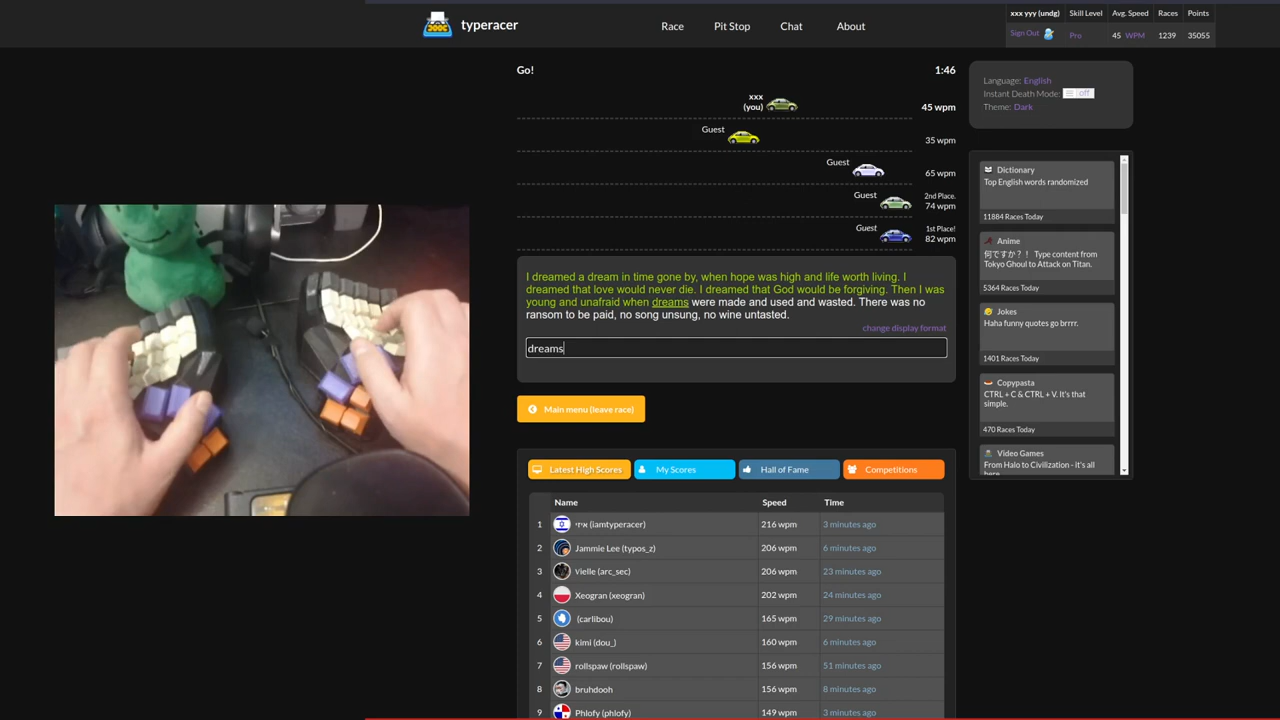 typeracer
Race
Pit Stop
Chat
About
xxx yyy (undg)
Skill Level
Avg. Speed
Races
Points
Sign Out
Pro
45 WPM
1239
35055
Go!
1:46
xxx
(you)
45 wpm
Guest
35 wpm
Guest
65 wpm
Guest
2nd Place.
74 wpm
Guest
1st Place!
82 wpm
I dreamed a dream in time gone by, when hope was high and life worth living. I
dreamed that love would never die. I dreamed that God would be forgiving. Then I was
young and unafraid when dreams were made and used and wasted. There was no
ransom to be paid, no song unsung, no wine untasted.
change display format
dreams
Main menu (leave race)
Language: English
Instant Death Mode: off
Theme: Dark
Dictionary
Top English words randomized
11884 Races Today
Anime
何ですか?! Type content from
Tokyo Ghoul to Attack on Titan.
5364 Races Today
Jokes
Haha funny quotes go brrrr.
1401 Races Today
Copypasta
CTRL + C & CTRL + V. It's that
simple.
470 Races Today
Video Games
From Halo to Civilization - it's all
here.
Latest High Scores
My Scores
Hall of Fame
Competitions
Name Speed Time
1 איזי (iamtyperacer) 216 wpm 3 minutes ago
2 Jammie Lee (typos_z) 206 wpm 6 minutes ago
3 Vielle (arc_sec) 206 wpm 23 minutes ago
4 Xeogran (xeogran) 202 wpm 24 minutes ago
5 (carlibou) 165 wpm 29 minutes ago
6 kimi (dou_) 160 wpm 6 minutes ago
7 rollspaw (rollspaw) 156 wpm 51 minutes ago
8 bruhdooh 156 wpm 8 minutes ago
9 Phlofy (phlofy) 149 wpm 3 minutes ago